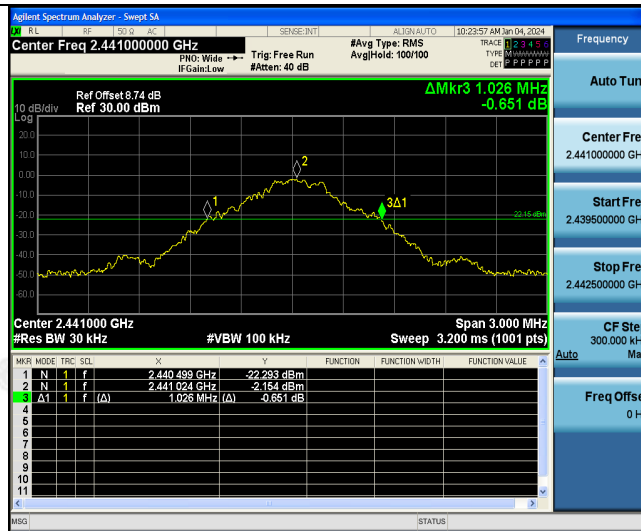 Agilent Spectrum Analyzer - Swept SA
LXI RL RF 50 Ω AC SENSE:INT ALIGN AUTO 10:23:57 AM Jan 04, 2024
Center Freq 2.441000000 GHz
PNO: Wide
IFGain:Low
Trig: Free Run
#Atten: 40 dB
#Avg Type: RMS
Avg|Hold: 100/100
TRACE 1 2 3 4 5 6
TYPE M
DET P P P P P P
ΔMkr3 1.026 MHz
-0.651 dB
Ref Offset 8.74 dB
10 dB/div Ref 30.00 dBm
Log
20.0
10.0
0.00
-10.0
-20.0
-30.0
-40.0
-50.0
-60.0
1
2
3Δ1
-22.15 dBm
Center 2.441000 GHz Span 3.000 MHz
#Res BW 30 kHz #VBW 100 kHz Sweep 3.200 ms (1001 pts)
MKR MODE TRC SCL X Y FUNCTION FUNCTION WIDTH FUNCTION VALUE
1 N 1 f 2.440 499 GHz -22.293 dBm
2 N 1 f 2.441 024 GHz -2.154 dBm
3 Δ1 1 f (Δ) 1.026 MHz (Δ) -0.651 dB
4
5
6
7
8
9
10
11
MSG STATUS
Frequency
Auto Tun
Center Fre
2.441000000 GH
Start Fre
2.439500000 GH
Stop Fre
2.442500000 GH
CF Ste
300.000 kH
Auto Ma
Freq Offse
0 H